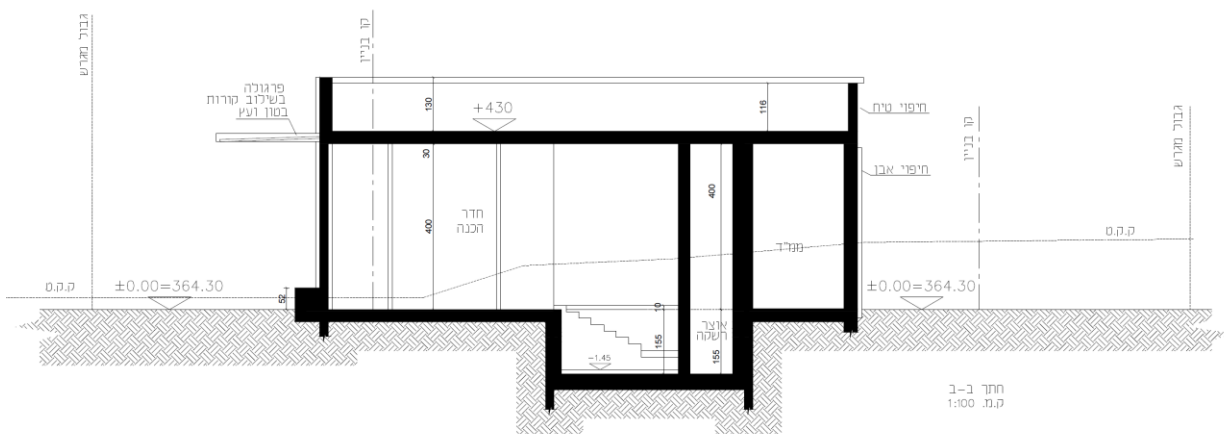 גבול מגרש
קו בניין
פרגולה
בשילוב קורות
בטון ועץ
130
+430
116
חיפוי טיח
קו בניין
גבול מגרש
30
חיפוי אבן
400
חדר
הכנה
400
ממ"ד
ק.ק.ט
ק.ק.ט
±0.00=364.30
52
±0.00=364.30
10
אוצר
155
155
-1.45
חתך ב-ב
ק.מ. 1:100